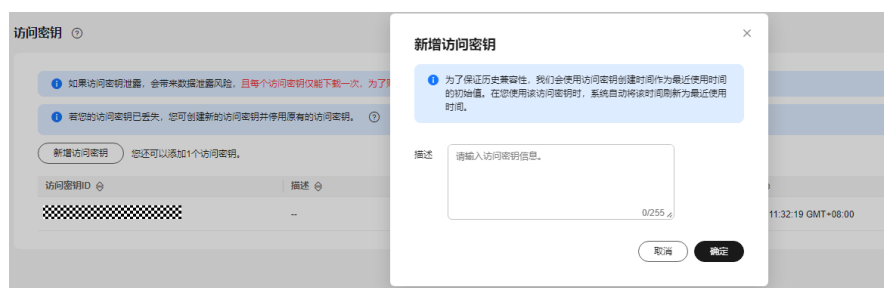 访问密钥
如果访问密钥泄露，会带来数据泄露风险，且每个访问密钥仅能下载一次，为了
若您的访问密钥已丢失，您可创建新的访问密钥并停用原有的访问密钥。
新增访问密钥 您还可以添加1个访问密钥。
访问密钥ID 描述
-- 11:32:19 GMT+08:00
新增访问密钥
为了保证历史兼容性，我们会使用访问密钥创建时间作为最近使用时间
的初始值。在您使用该访问密钥时，系统自动将该时间刷新为最近使用
时间。
描述 请输入访问密钥信息。
0/255
取消 确定